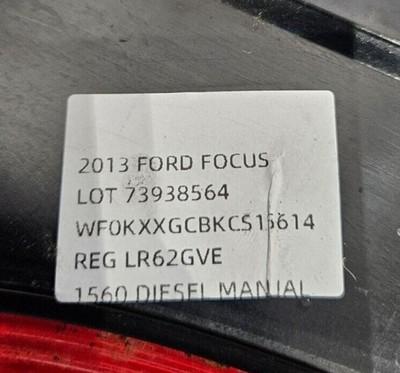 2013 FORD FOCUS
LOT 73938564
WF0KXXGCBKCS15614
REG LR62GVE
1560 DIESEL MANUAL